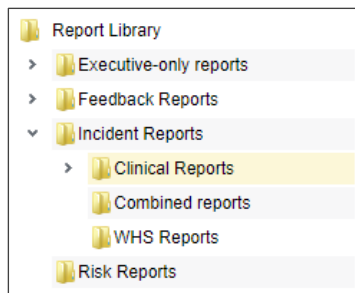 Report Library
Executive-only reports
Feedback Reports
Incident Reports
Clinical Reports
Combined reports
WHS Reports
Risk Reports